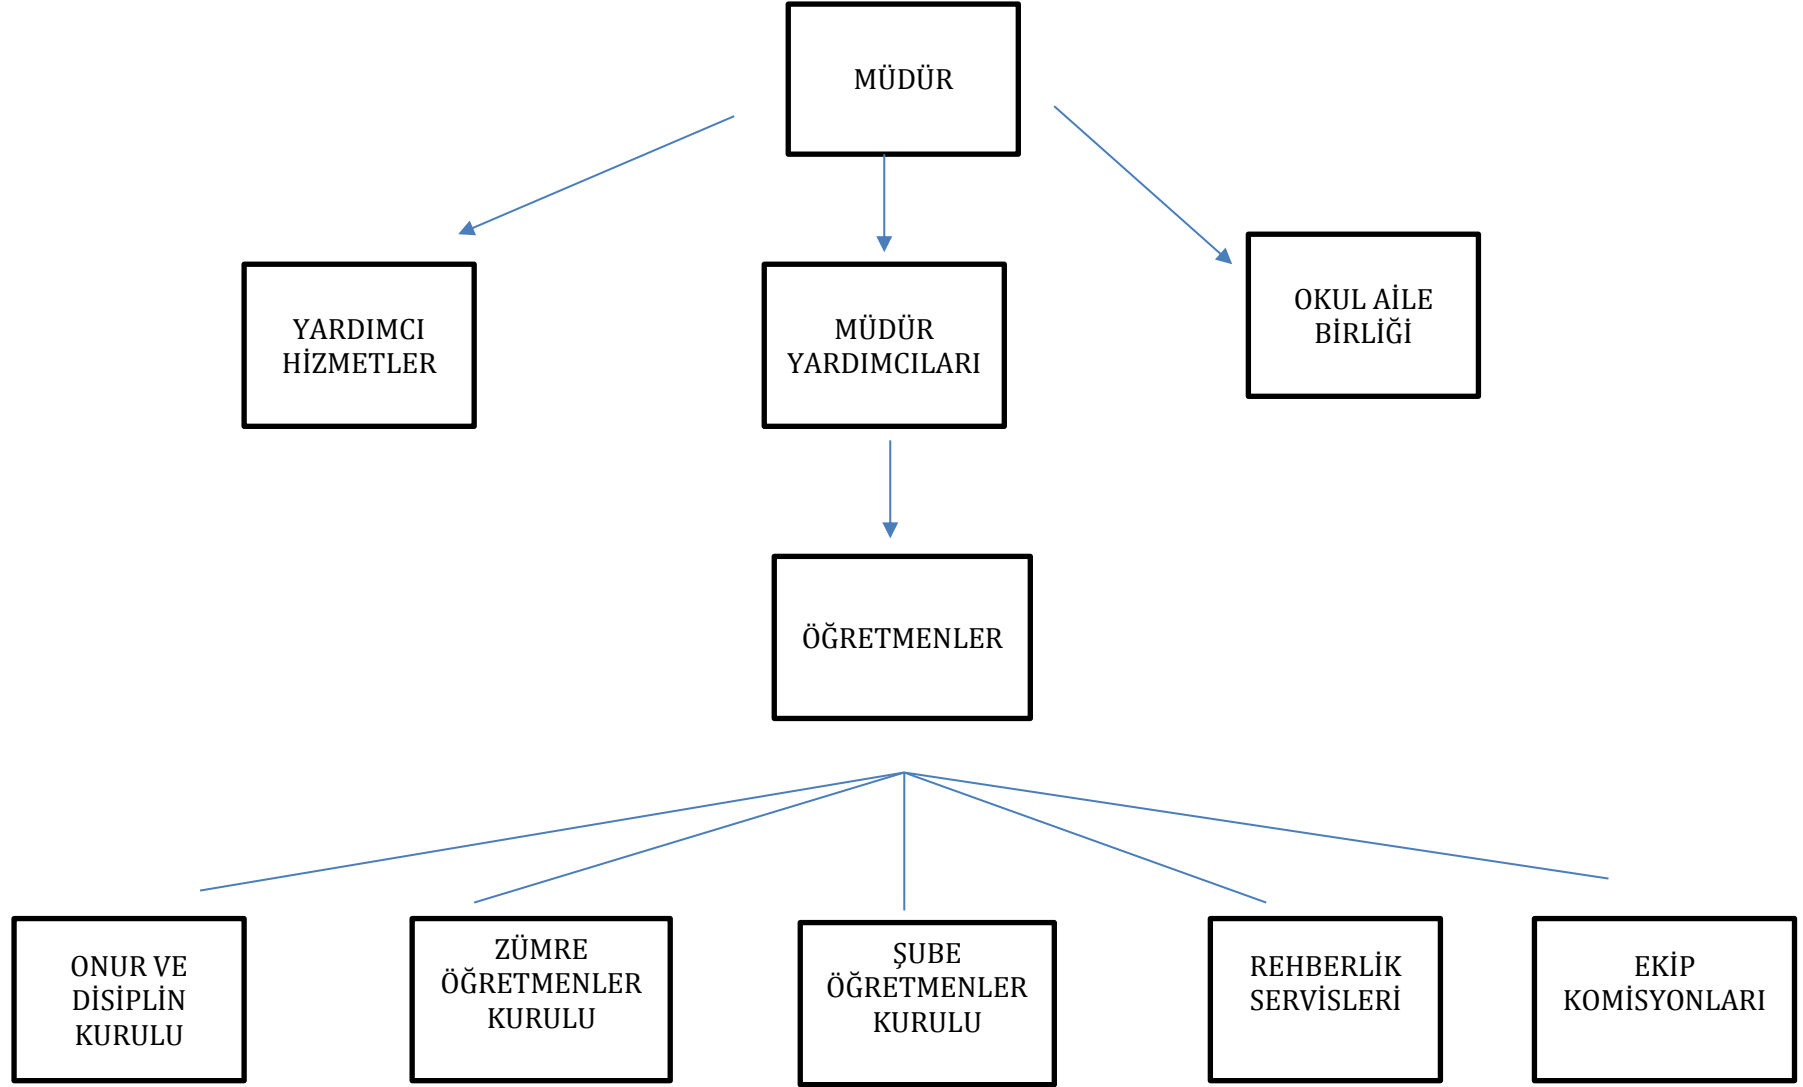 MÜDÜR
YARDIMCI
HİZMETLER
MÜDÜR
YARDIMCILARI
OKUL AİLE
BİRLİĞİ
ÖĞRETMENLER
ONUR VE
DİSİPLİN
KURULU
ZÜMRE
ÖĞRETMENLER
KURULU
ŞUBE
ÖĞRETMENLER
KURULU
REHBERLİK
SERVİSLERİ
EKİP
KOMİSYONLARI